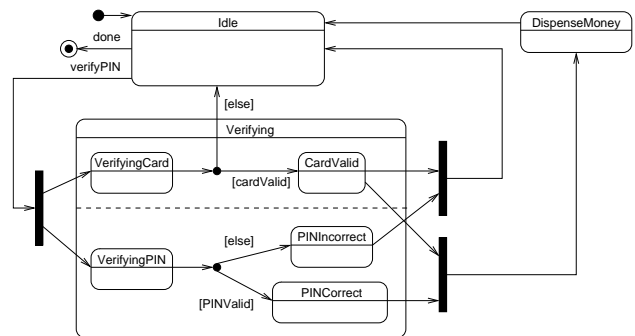 Idle
DispenseMoney
done
verifyPIN
[else]
Verifying
VerifyingCard
CardValid
[cardValid]
[else]
PINIncorrect
VerifyingPIN
PINCorrect
[PINValid]